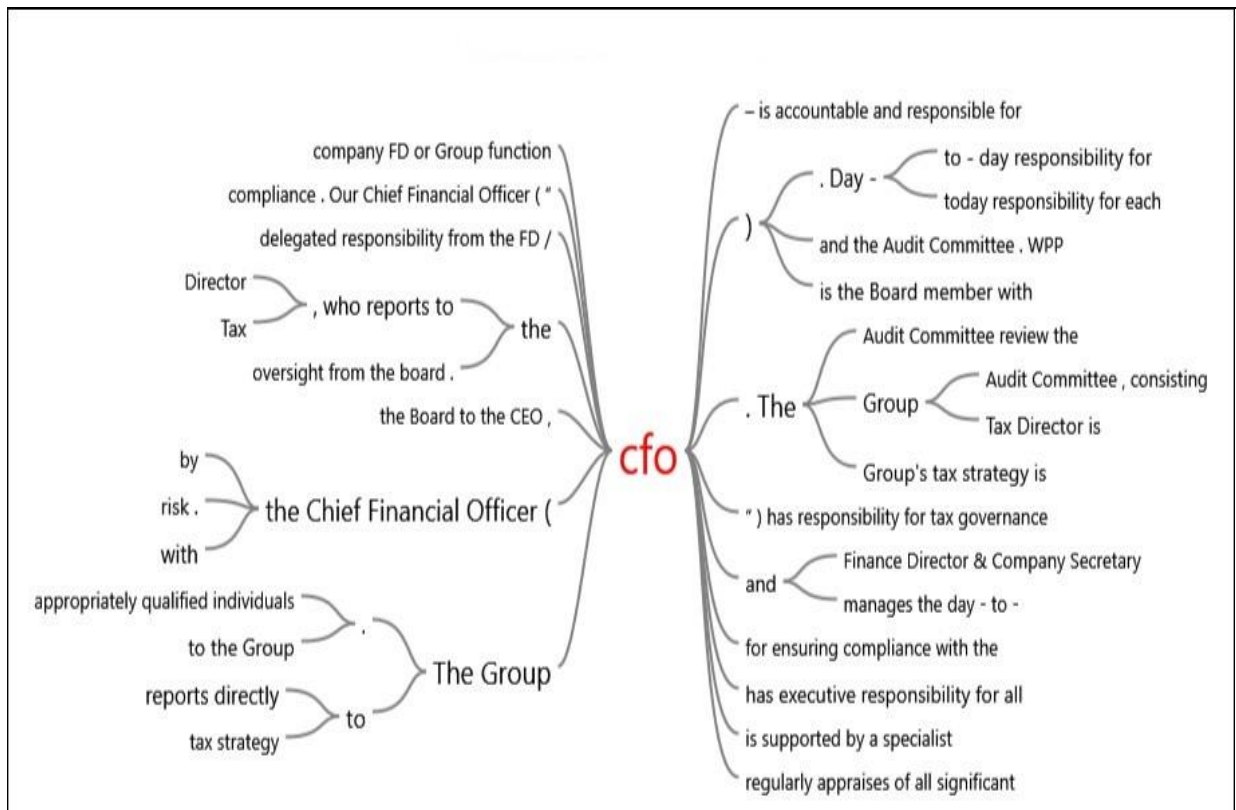 company FD or Group function
compliance . Our Chief Financial Officer ( "
delegated responsibility from the FD /
Director
Tax
, who reports to
oversight from the board .
the
the Board to the CEO ,
by
risk .
with
the Chief Financial Officer (
appropriately qualified individuals
to the Group
.
reports directly
tax strategy
to
The Group
cfo
– is accountable and responsible for
)
. Day -
to - day responsibility for
today responsibility for each
and the Audit Committee . WPP
is the Board member with
. The
Audit Committee review the
Group
Audit Committee , consisting
Tax Director is
Group's tax strategy is
" ) has responsibility for tax governance
and
Finance Director & Company Secretary
manages the day - to -
for ensuring compliance with the
has executive responsibility for all
is supported by a specialist
regularly appraises of all significant